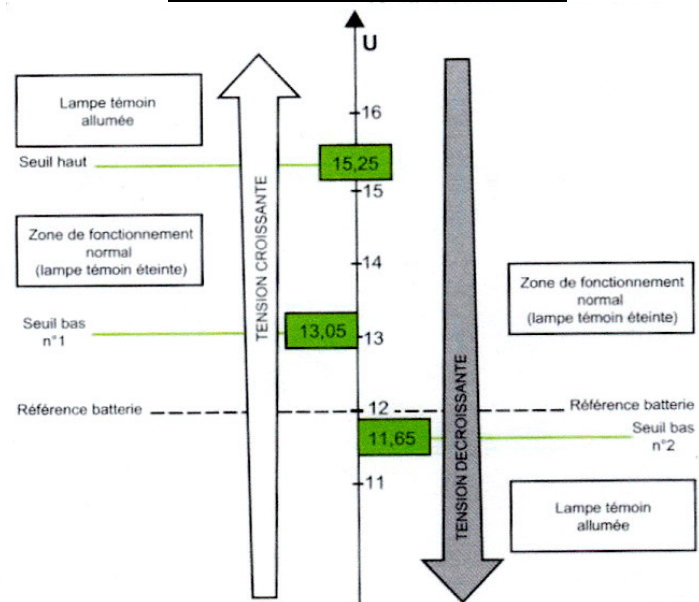 U
Lampe témoin
allumée
16
Seuil haut
15,25
15
Zone de fonctionnement
normal
(lampe témoin éteinte)
TENSION CROISSANTE
14
Zone de fonctionnement
normal
(lampe témoin éteinte)
Seuil bas
n°1
13,05
13
Référence batterie
12
Référence batterie
11,65
Seuil bas
n°2
11
TENSION DECROISSANTE
Lampe témoin
allumée